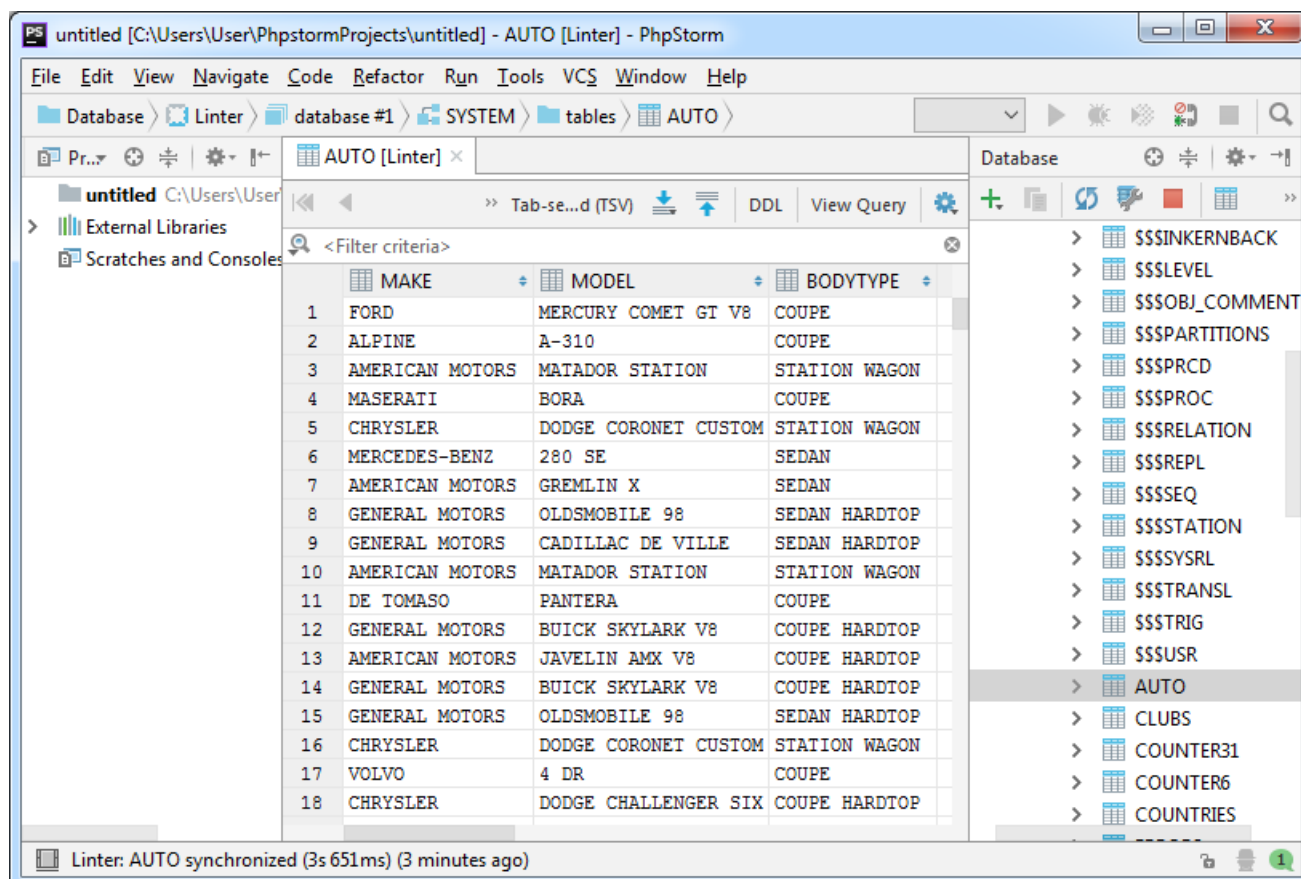 PS untitled [C:\Users\User\PhpstormProjects\untitled] - AUTO [Linter] - PhpStorm
File Edit View Navigate Code Refactor Run Tools VCS Window Help
Database Linter database #1 SYSTEM tables AUTO
Pr... AUTO [Linter] Database
untitled C:\Users\User
External Libraries
Scratches and Consoles
Tab-se...d (TSV) DDL View Query
<Filter criteria>
MAKE MODEL BODYTYPE
1 FORD MERCURY COMET GT V8 COUPE
2 ALPINE A-310 COUPE
3 AMERICAN MOTORS MATADOR STATION STATION WAGON
4 MASERATI BORA COUPE
5 CHRYSLER DODGE CORONET CUSTOM STATION WAGON
6 MERCEDES-BENZ 280 SE SEDAN
7 AMERICAN MOTORS GREMLIN X SEDAN
8 GENERAL MOTORS OLDSMOBILE 98 SEDAN HARDTOP
9 GENERAL MOTORS CADILLAC DE VILLE SEDAN HARDTOP
10 AMERICAN MOTORS MATADOR STATION STATION WAGON
11 DE TOMASO PANTERA COUPE
12 GENERAL MOTORS BUICK SKYLARK V8 COUPE HARDTOP
13 AMERICAN MOTORS JAVELIN AMX V8 COUPE HARDTOP
14 GENERAL MOTORS BUICK SKYLARK V8 COUPE HARDTOP
15 GENERAL MOTORS OLDSMOBILE 98 SEDAN HARDTOP
16 CHRYSLER DODGE CORONET CUSTOM STATION WAGON
17 VOLVO 4 DR COUPE
18 CHRYSLER DODGE CHALLENGER SIX COUPE HARDTOP
$$$INKERNBACK
$$$LEVEL
$$$OBJ_COMMENT
$$$PARTITIONS
$$$PRCD
$$$PROC
$$$RELATION
$$$REPL
$$$SEQ
$$$STATION
$$$SYSRL
$$$TRANSL
$$$TRIG
$$$USR
AUTO
CLUBS
COUNTER31
COUNTER6
COUNTRIES
Linter: AUTO synchronized (3s 651ms) (3 minutes ago) 1